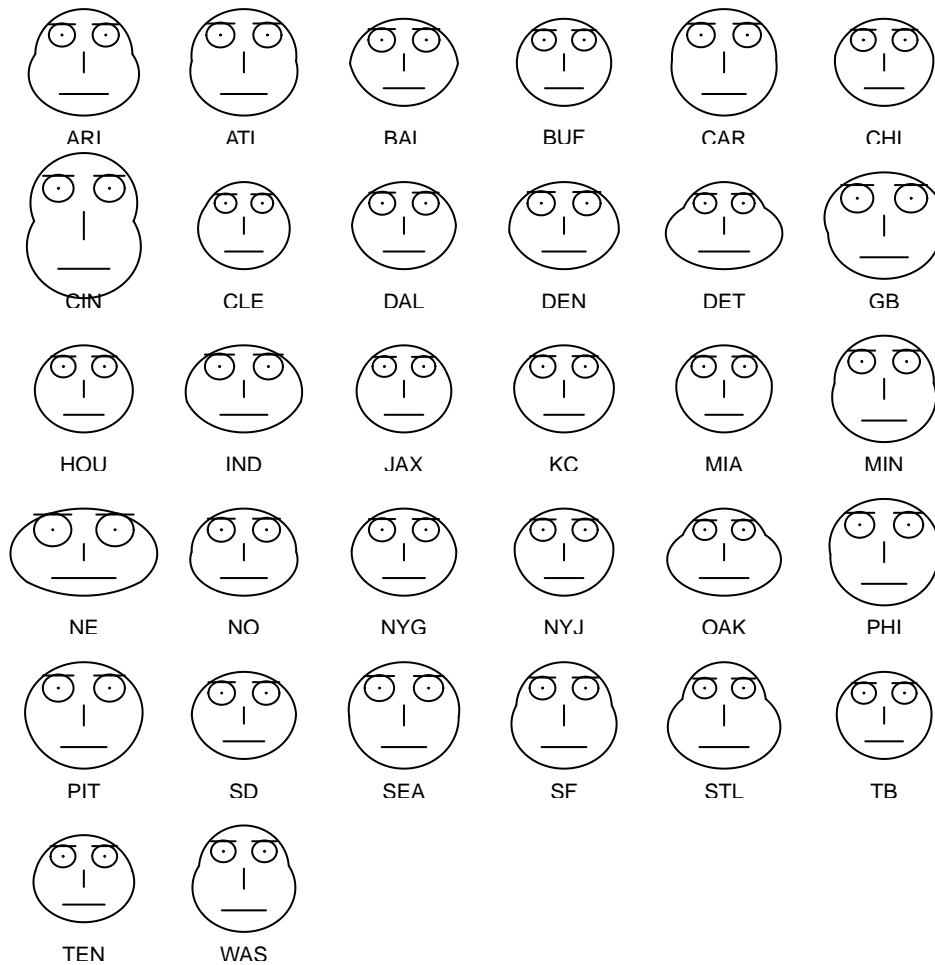 ARI ATL BAL BUF CAR CHI
CIN CLE DAL DEN DET GB
HOU IND JAX KC MIA MIN
NE NO NYG NYJ OAK PHI
PIT SD SEA SF STL TB
TEN WAS